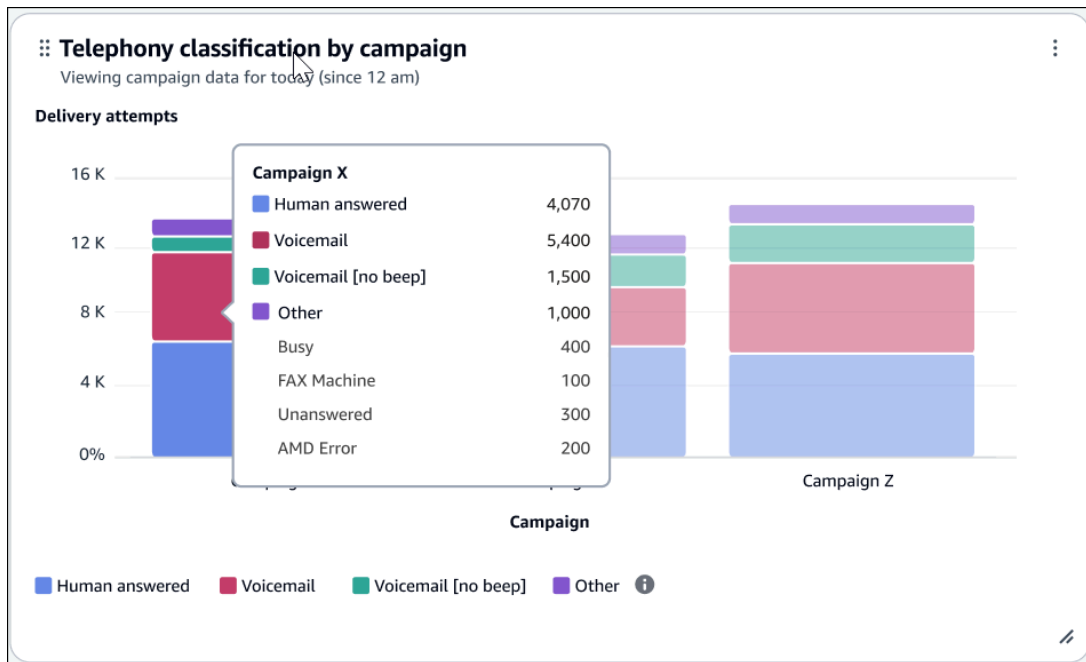 Telephony classification by campaign
Viewing campaign data for today (since 12 am)
Delivery attempts
16 K
12 K
8 K
4 K
0%
Campaign X
Human answered 4,070
Voicemail 5,400
Voicemail [no beep] 1,500
Other 1,000
Busy 400
FAX Machine 100
Unanswered 300
AMD Error 200
Campaign Z
Campaign
Human answered Voicemail Voicemail [no beep] Other